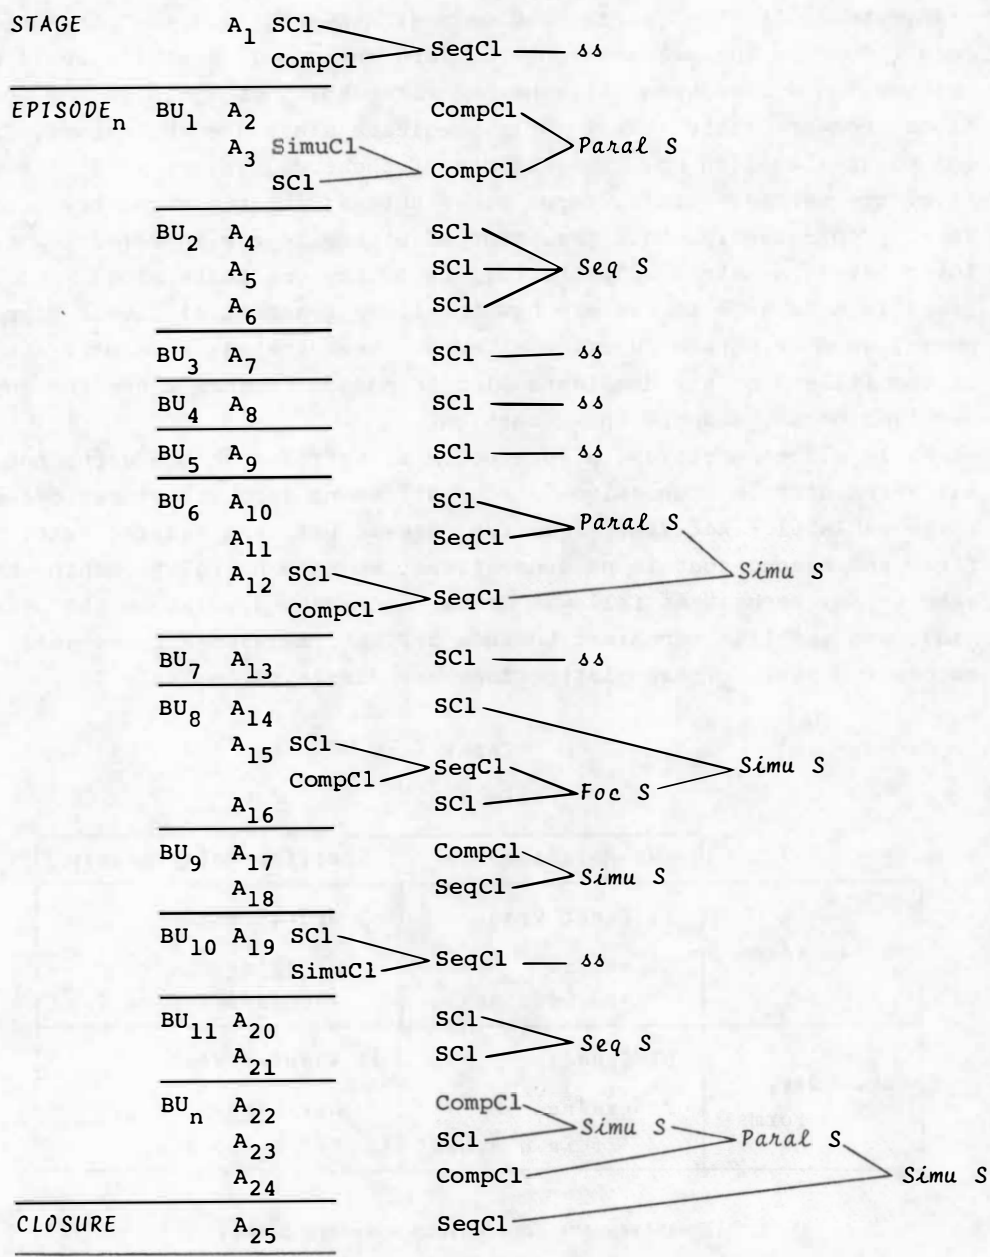 STAGE A1 SCl
SeqCl ss
CompCl
EPISODEn BU1 A2 CompCl
A3 SimuCl Paral S
SCl CompCl
BU2 A4 SCl
A5 SCl Seq S
A6 SCl
BU3 A7 SCl ss
BU4 A8 SCl ss
BU5 A9 SCl ss
BU6 A10 SCl Paral S
A11 SeqCl
A12 SCl Simu S
CompCl SeqCl
BU7 A13 SCl ss
BU8 A14 SCl
A15 SCl SeqCl Simu S
CompCl Foc S
A16 SCl
BU9 A17 CompCl
A18 SeqCl Simu S
BU10 A19 SCl SeqCl ss
SimuCl
BU11 A20 SCl Seq S
A21 SCl
BUn A22 CompCl Simu S
A23 SCl Paral S
A24 CompCl Simu S
CLOSURE A25 SeqCl